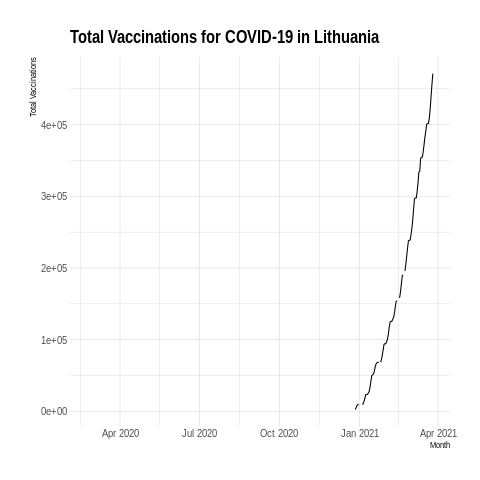 Total Vaccinations for COVID-19 in Lithuania
Total Vaccinations
4e+05
3e+05
2e+05
1e+05
0e+00
Apr 2020 Jul 2020 Oct 2020 Jan 2021 Apr 2021
Month